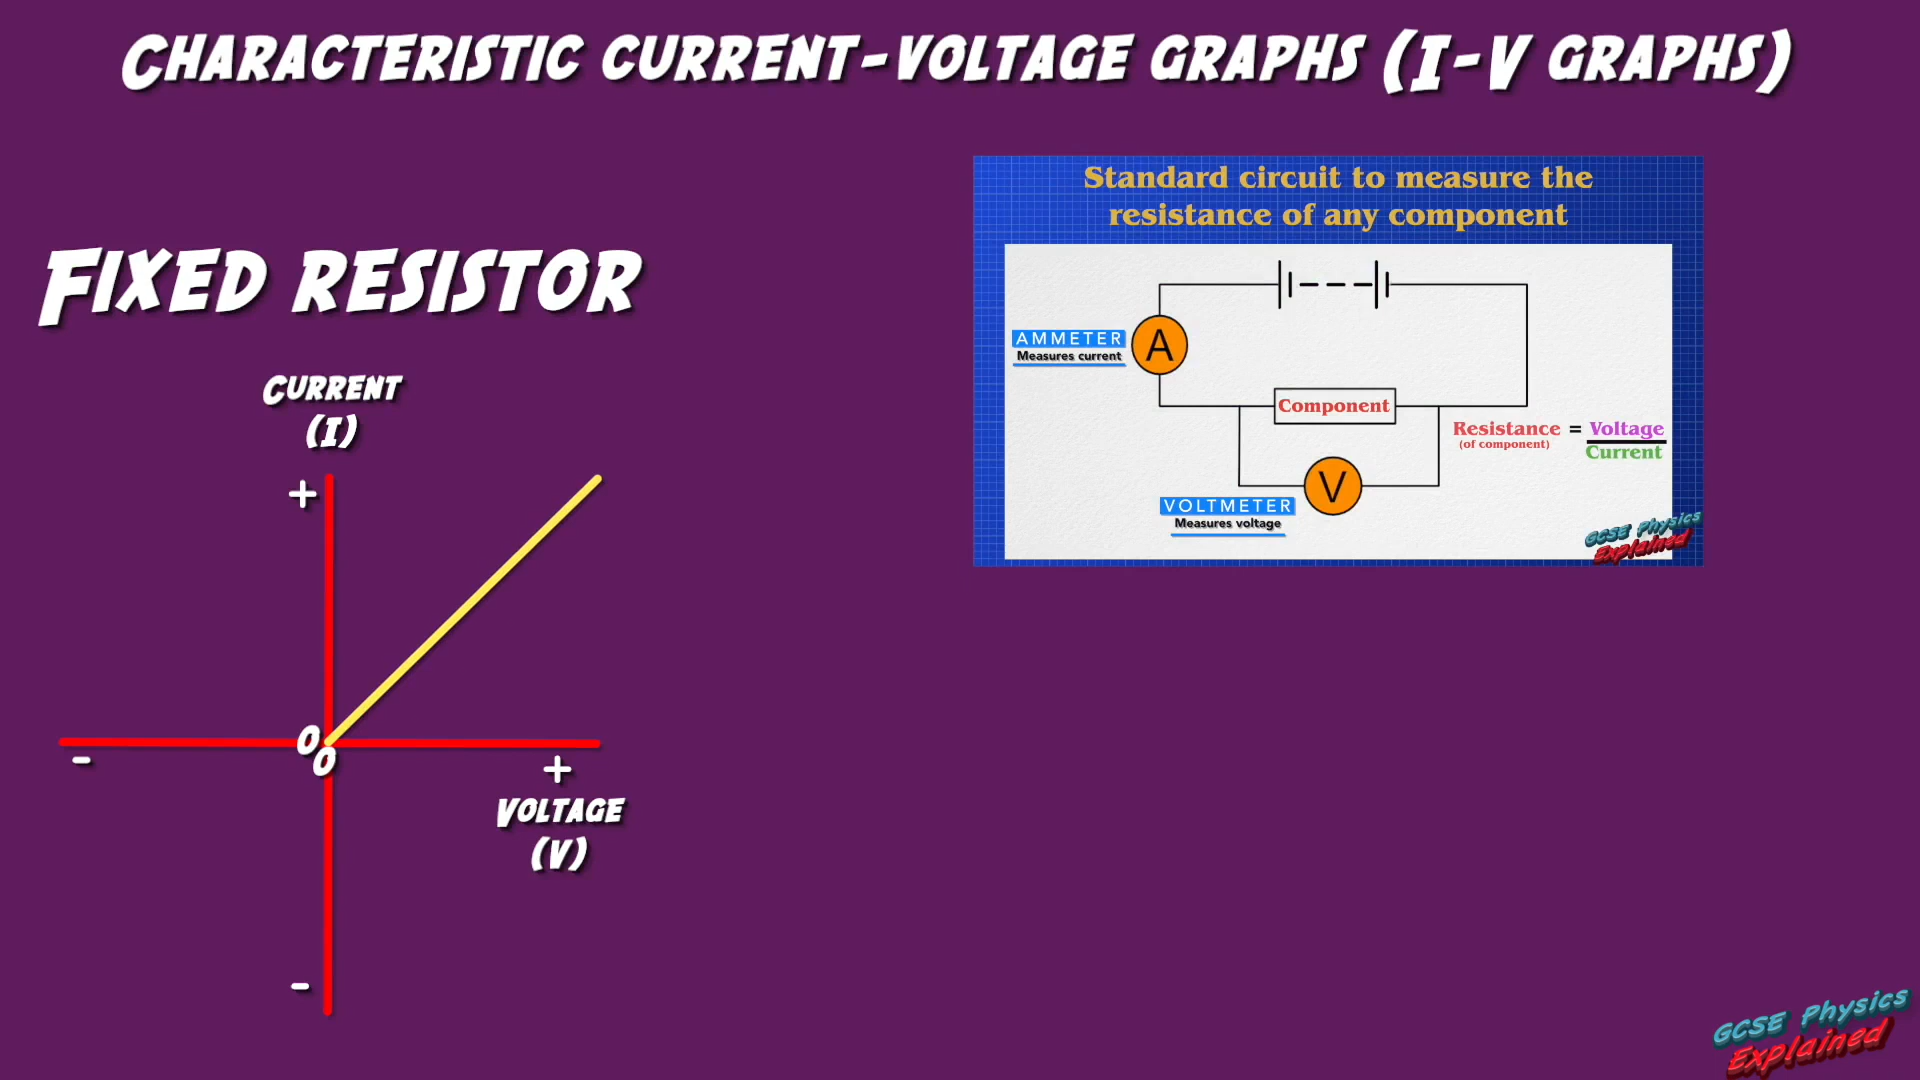 Characteristic current-voltage graphs (I-V graphs)
Fixed resistor
Current
(I)
+
0
0
-
+
Voltage
(V)
-
Standard circuit to measure the
resistance of any component
AMMETER
Measures current
A
Component
Resistance = Voltage
(of component)
Current
V
VOLTMETER
Measures voltage
GCSE Physics
Explained
GCSE Physics
Explained